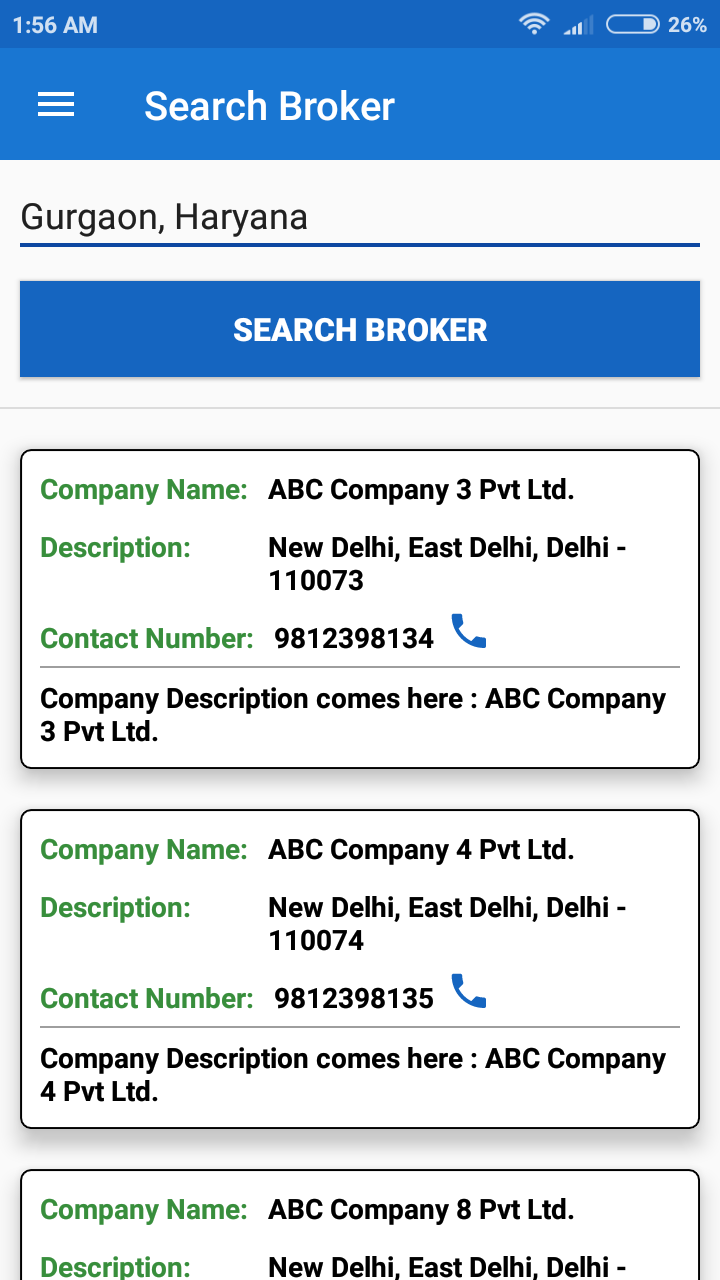 1:56 AM 26%
Search Broker
Gurgaon, Haryana
SEARCH BROKER
Company Name: ABC Company 3 Pvt Ltd.
Description: New Delhi, East Delhi, Delhi -
110073
Contact Number: 9812398134
Company Description comes here : ABC Company
3 Pvt Ltd.
Company Name: ABC Company 4 Pvt Ltd.
Description: New Delhi, East Delhi, Delhi -
110074
Contact Number: 9812398135
Company Description comes here : ABC Company
4 Pvt Ltd.
Company Name: ABC Company 8 Pvt Ltd.
Description: New Delhi, East Delhi, Delhi -